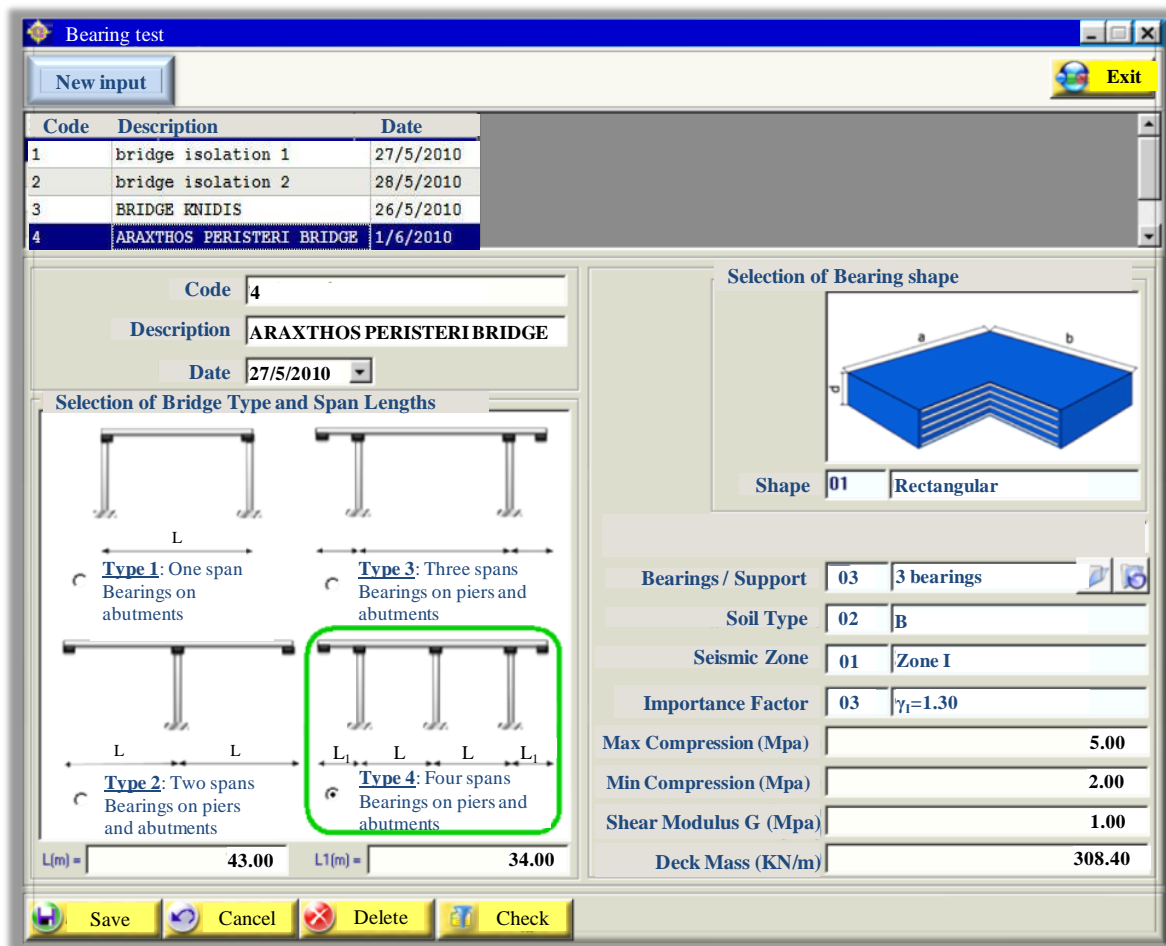 Bearing test
New input
Exit
Code Description Date
1 bridge isolation 1 27/5/2010
2 bridge isolation 2 28/5/2010
3 BRIDGE KNIDIS 26/5/2010
4 ARAXTHOS PERISTERI BRIDGE 1/6/2010
Code 4
Description ARAXTHOS PERISTERI BRIDGE
Date 27/5/2010
Selection of Bridge Type and Span Lengths
L
Type 1: One span
Bearings on
abutments
Type 3: Three spans
Bearings on piers and
abutments
L L
Type 2: Two spans
Bearings on piers
and abutments
L1 L L L1
Type 4: Four spans
Bearings on piers and
abutments
L(m) = 43.00 L1(m) = 34.00
Selection of Bearing shape
a b
d
Shape 01 Rectangular
Bearings / Support 03 3 bearings
Soil Type 02 B
Seismic Zone 01 Zone I
Importance Factor 03 γI=1.30
Max Compression (Mpa) 5.00
Min Compression (Mpa) 2.00
Shear Modulus G (Mpa) 1.00
Deck Mass (KN/m) 308.40
Save Cancel Delete Check